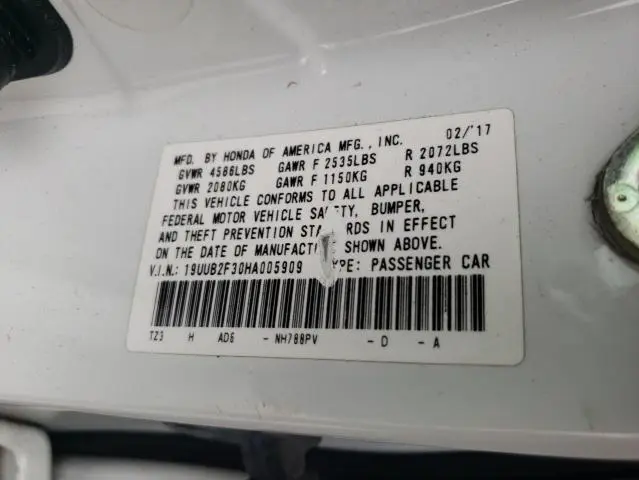 MFD. BY HONDA OF AMERICA MFG., INC. 02/'17
GVWR 4586LBS GAWR F 2535LBS R 2072LBS
GVWR 2080KG GAWR F 1150KG R 940KG
THIS VEHICLE CONFORMS TO ALL APPLICABLE
FEDERAL MOTOR VEHICLE SA TY, BUMPER,
AND THEFT PREVENTION STA RDS IN EFFECT
ON THE DATE OF MANUFACT SHOWN ABOVE.
V.I.N.: 19UUB2F30HA005909 PE: PASSENGER CAR
TZ3 H AD6 - NH788PV - D - A